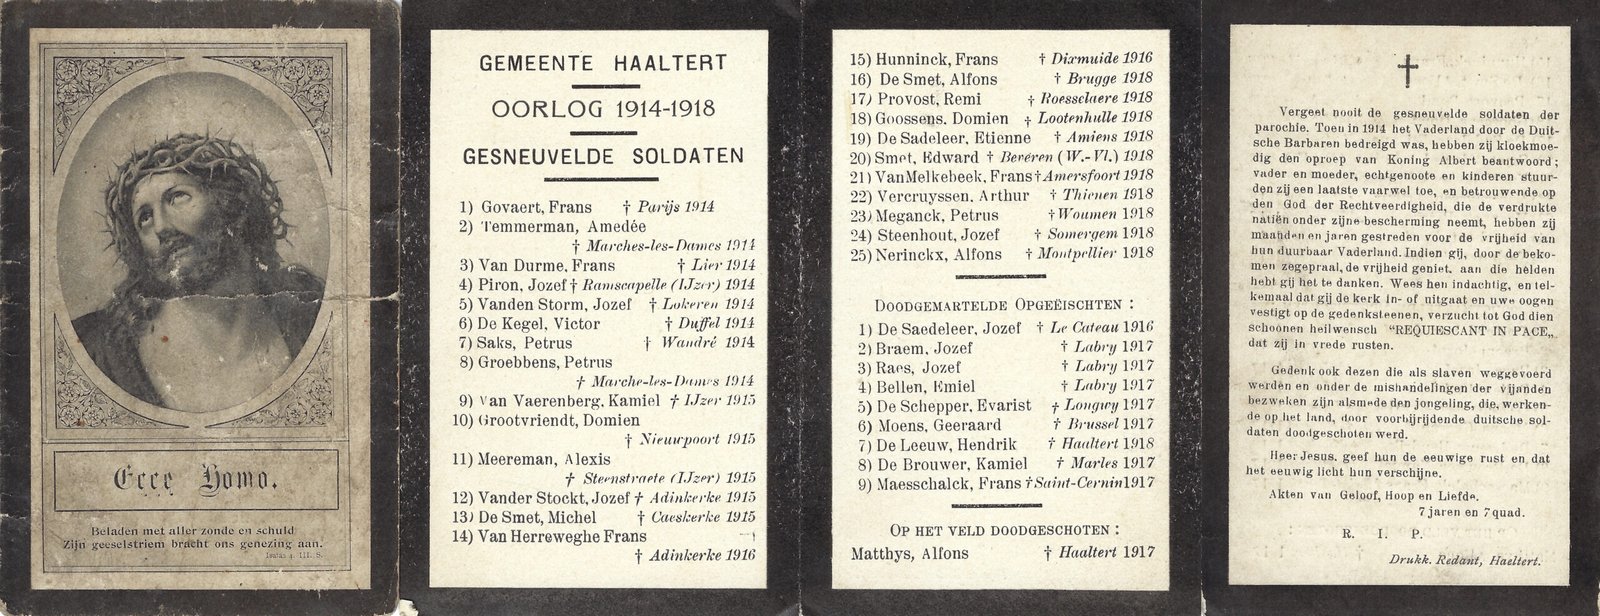 Ecce Homo.
Beladen met aller zonde en schuld
Zijn geeselstriem bracht ons genezing aan.
GEMEENTE HAALTERT
OORLOG 1914-1918
GESNEUVELDE SOLDATEN
1) Govaert, Frans † Parijs 1914
2) Temmerman, Amedée
† Marches-les-Dames 1914
3) Van Durme, Frans † Lier 1914
4) Piron, Jozef † Ramscapelle (IJzer) 1914
5) Vanden Storm, Jozef † Lokeren 1914
6) De Kegel, Victor † Duffel 1914
7) Saks, Petrus † Wandré 1914
8) Groebbens, Petrus
† Marche-les-Dames 1914
9) Van Vaerenberg, Kamiel † IJzer 1915
10) Grootvriendt, Domien
† Nieuwpoort 1915
11) Meereman, Alexis
† Steenstraete (IJzer) 1915
12) Vander Stockt, Jozef † Adinkerke 1915
13) De Smet, Michel † Caeskerke 1915
14) Van Herreweghe Frans
† Adinkerke 1916
15) Hunninck, Frans † Dixmuide 1916
16) De Smet, Alfons † Brugge 1918
17) Provost, Remi † Roesselaere 1918
18) Goossens. Domien † Lootenhulle 1918
19) De Sadeleer, Etienne † Amiens 1918
20) Smet, Edward † Beveren (W.-Vl.) 1918
21) VanMelkebeek, Frans † Amersfoort 1918
22) Vercruyssen, Arthur † Thienen 1918
23) Meganck, Petrus † Woumen 1918
24) Steenhout, Jozef † Somergem 1918
25) Nerinckx, Alfons † Montpellier 1918
DOODGEMARTELDE OPGEËISCHTEN :
1) De Saedeleer, Jozef † Le Cateau 1916
2) Braem, Jozef † Labry 1917
3) Raes, Jozef † Labry 1917
4) Bellen, Emiel † Labry 1917
5) De Schepper, Evarist † Longwy 1917
6) Moens, Geeraard † Brussel 1917
7) De Leeuw, Hendrik † Haaltert 1918
8) De Brouwer, Kamiel † Marles 1917
9) Maesschalck, Frans † Saint-Cernin 1917
OP HET VELD DOODGESCHOTEN :
Matthys, Alfons † Haaltert 1917
Vergeet nooit de gesneuvelde soldaten der
parochie. Toen in 1914 het Vaderland door de Duit-
sche Barbaren bedreigd was, hebben zij kloekmoe-
dig den oproep van Koning Albert beantwoord ;
vader en moeder, echtgenoote en kinderen stuur-
den zij een laatste vaarwel toe, en betrouwende op
den God der Rechtveerdigheid, die de verdrukte
natiën onder zijne bescherming neemt, hebben zij
maanden en jaren gestreden voor de vrijheid van
hun duurbaar Vaderland. Indien gij, door de beko-
men zegepraal, de vrijheid geniet, aan die helden
hebt gij het te danken. Wees hen indachtig, en tel-
kemaal dat gij de kerk in- of uitgaat en uwe oogen
vestigt op de gedenksteenen, verzucht tot God dien
schoonen heilwensch "REQUIESCANT IN PACE„
dat zij in vrede rusten.
Gedenk ook dezen die als slaven weggevoerd
werden en onder de mishandelingen der vijanden
bezweken zijn alsmede den jongeling, die, werken-
de op het land, door voorbijrijdende duitsche sol-
daten doodgeschoten werd.
Heer Jesus, geef hun de eeuwige rust en dat
het eeuwig licht hun verschijne.
Akten van Geloof, Hoop en Liefde.
7 jaren en 7 quad.
R. I. P.
Drukk. Redant, Haeltert.